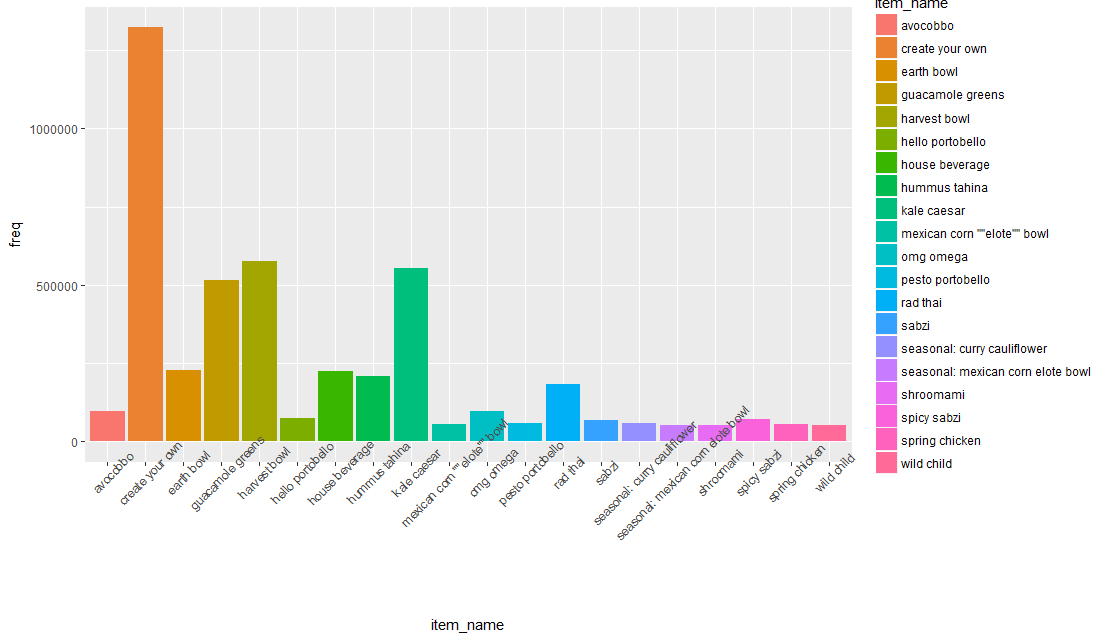 1000000
500000
0
freq
avocobbo
create your own
earth bowl
guacamole greens
harvest bowl
hello portobello
house beverage
hummus tahina
kale caesar
mexican corn ""elote"" bowl
omg omega
pesto portobello
rad thai
sabzi
seasonal: curry cauliflower
seasonal: mexican corn elote bowl
shroomami
spicy sabzi
spring chicken
wild child
item_name
item_name
avocobbo
create your own
earth bowl
guacamole greens
harvest bowl
hello portobello
house beverage
hummus tahina
kale caesar
mexican corn ""elote"" bowl
omg omega
pesto portobello
rad thai
sabzi
seasonal: curry cauliflower
seasonal: mexican corn elote bowl
shroomami
spicy sabzi
spring chicken
wild child